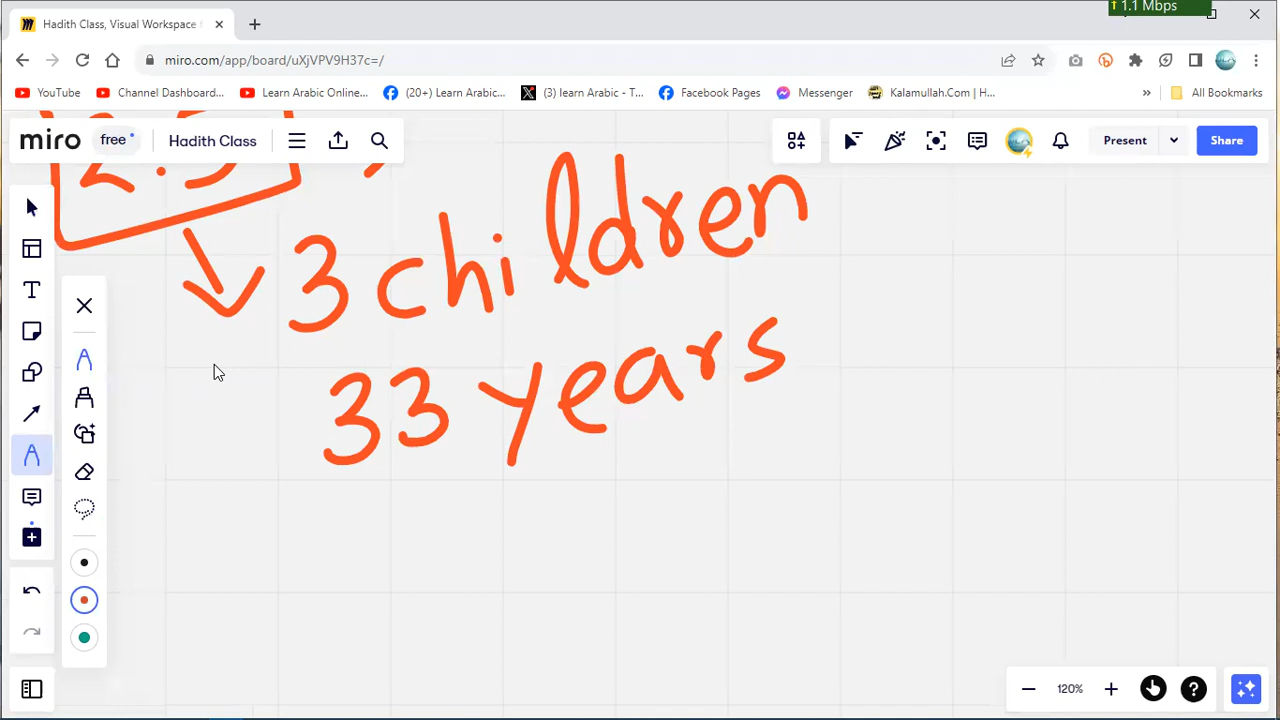 Hadith Class, Visual Workspace f
1.1 Mbps
miro.com/app/board/uXjVPV9H37c=/
YouTube Channel Dashboard... Learn Arabic Online... (20+) Learn Arabic... (3) learn Arabic - T... Facebook Pages Messenger Kalamullah.Com | H... » All Bookmarks
miro free Hadith Class Present Share
2.5
3 children
33 years
120%